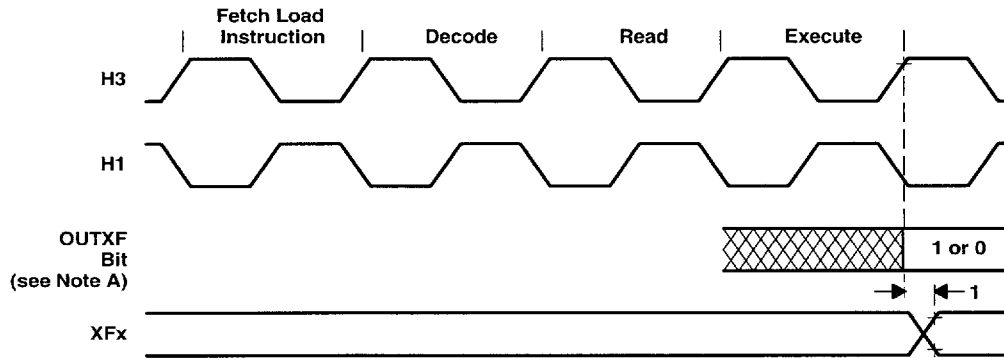 Fetch Load
Instruction
Decode
Read
Execute
H3
H1
OUTXF
Bit
(see Note A)
1 or 0
1
XFx